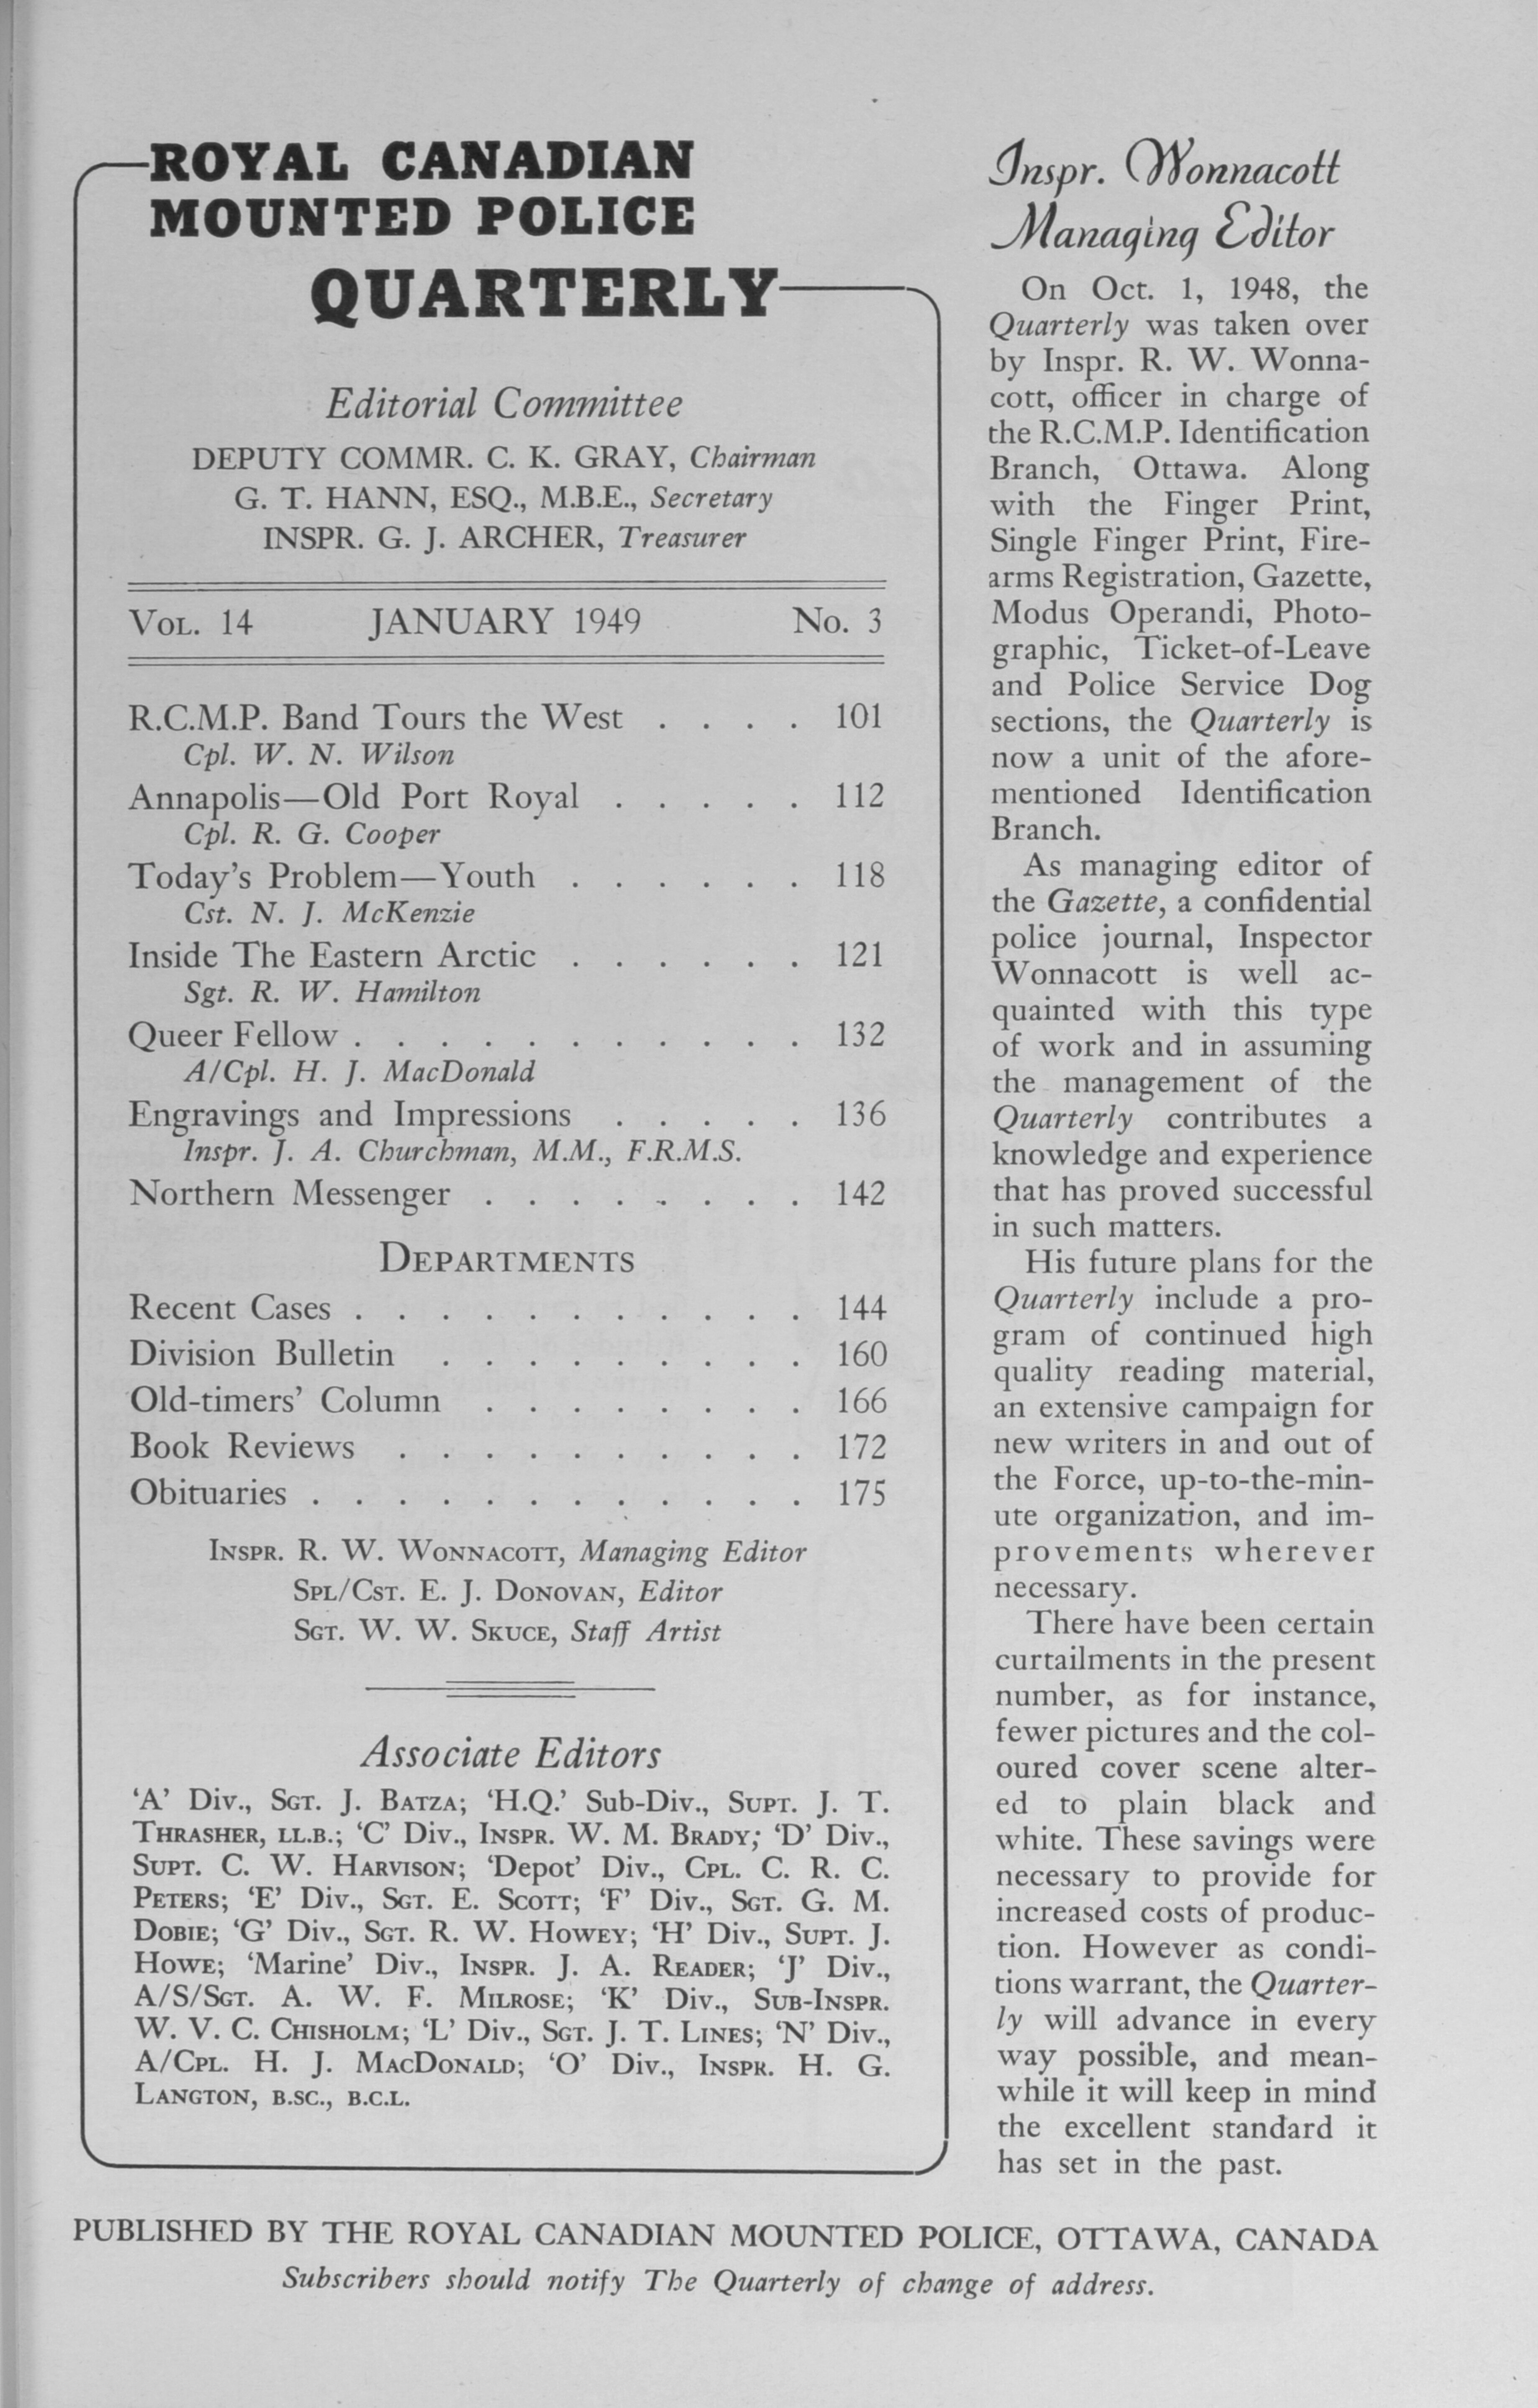 ROYAL CANADIAN
MOUNTED POLICE
QUARTERLY
Editorial Committee
DEPUTY COMMR. C. K. GRAY, Chairman
G. T. HANN, ESQ., M.B.E., Secretary
INSPR. G. J. ARCHER, Treasurer
VOL. 14 JANUARY 1949 No. 3
R.C.M.P. Band Tours the West . . . . 101
Cpl. W. N. Wilson
Annapolis—Old Port Royal . . . . . 112
Cpl. R. G. Cooper
Today's Problem—Youth . . . . . . 118
Cst. N. J. McKenzie
Inside The Eastern Arctic . . . . . . 121
Sgt. R. W. Hamilton
Queer Fellow . . . . . . . . . . . 132
A/Cpl. H. J. MacDonald
Engravings and Impressions . . . . . 136
Inspr. J. A. Churchman, M.M., F.R.M.S.
Northern Messenger . . . . . . . . 142
DEPARTMENTS
Recent Cases . . . . . . . . . . . 144
Division Bulletin . . . . . . . . . 160
Old-timers' Column . . . . . . . . 166
Book Reviews . . . . . . . . . . 172
Obituaries . . . . . . . . . . . . 175
INSPR. R. W. WONNACOTT, Managing Editor
SPL/CST. E. J. DONOVAN, Editor
SGT. W. W. SKUCE, Staff Artist
Associate Editors
'A' Div., SGT. J. BATZA; 'H.Q.' Sub-Div., SUPT. J. T.
THRASHER, LL.B.; 'C' Div., INSPR. W. M. BRADY; 'D' Div.,
SUPT. C. W. HARVISON; 'Depot' Div., CPL. C. R. C.
PETERS; 'E' Div., SGT. E. SCOTT; 'F' Div., SGT. G. M.
DOBIE; 'G' Div., SGT. R. W. HOWEY; 'H' Div., SUPT. J.
HOWE; 'Marine' Div., INSPR. J. A. READER; 'J' Div.,
A/S/SGT. A. W. F. MILROSE; 'K' Div., SUB-INSPR.
W. V. C. CHISHOLM; 'L' Div., SGT. J. T. LINES; 'N' Div.,
A/CPL. H. J. MACDONALD; 'O' Div., INSPR. H. G.
LANGTON, B.SC., B.C.L.
Inspr. Wonnacott
Managing Editor
On Oct. 1, 1948, the
Quarterly was taken over
by Inspr. R. W. Wonna-
cott, officer in charge of
the R.C.M.P. Identification
Branch, Ottawa. Along
with the Finger Print,
Single Finger Print, Fire-
arms Registration, Gazette,
Modus Operandi, Photo-
graphic, Ticket-of-Leave
and Police Service Dog
sections, the Quarterly is
now a unit of the afore-
mentioned Identification
Branch.
As managing editor of
the Gazette, a confidential
police journal, Inspector
Wonnacott is well ac-
quainted with this type
of work and in assuming
the management of the
Quarterly contributes a
knowledge and experience
that has proved successful
in such matters.
His future plans for the
Quarterly include a pro-
gram of continued high
quality reading material,
an extensive campaign for
new writers in and out of
the Force, up-to-the-min-
ute organization, and im-
provements wherever
necessary.
There have been certain
curtailments in the present
number, as for instance,
fewer pictures and the col-
oured cover scene alter-
ed to plain black and
white. These savings were
necessary to provide for
increased costs of produc-
tion. However as condi-
tions warrant, the Quarter-
ly will advance in every
way possible, and mean-
while it will keep in mind
the excellent standard it
has set in the past.
PUBLISHED BY THE ROYAL CANADIAN MOUNTED POLICE, OTTAWA, CANADA
Subscribers should notify The Quarterly of change of address.